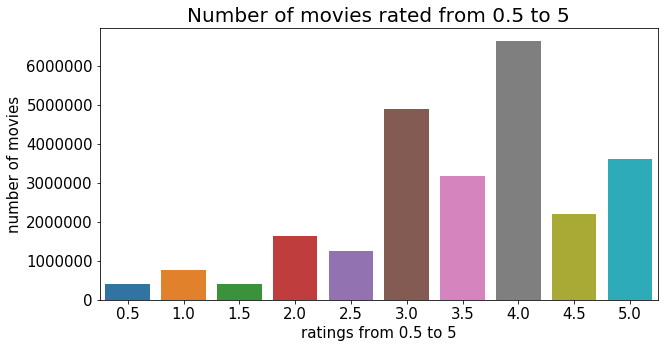 Number of movies rated from 0.5 to 5
number of movies
6000000
5000000
4000000
3000000
2000000
1000000
0
0.5 1.0 1.5 2.0 2.5 3.0 3.5 4.0 4.5 5.0
ratings from 0.5 to 5